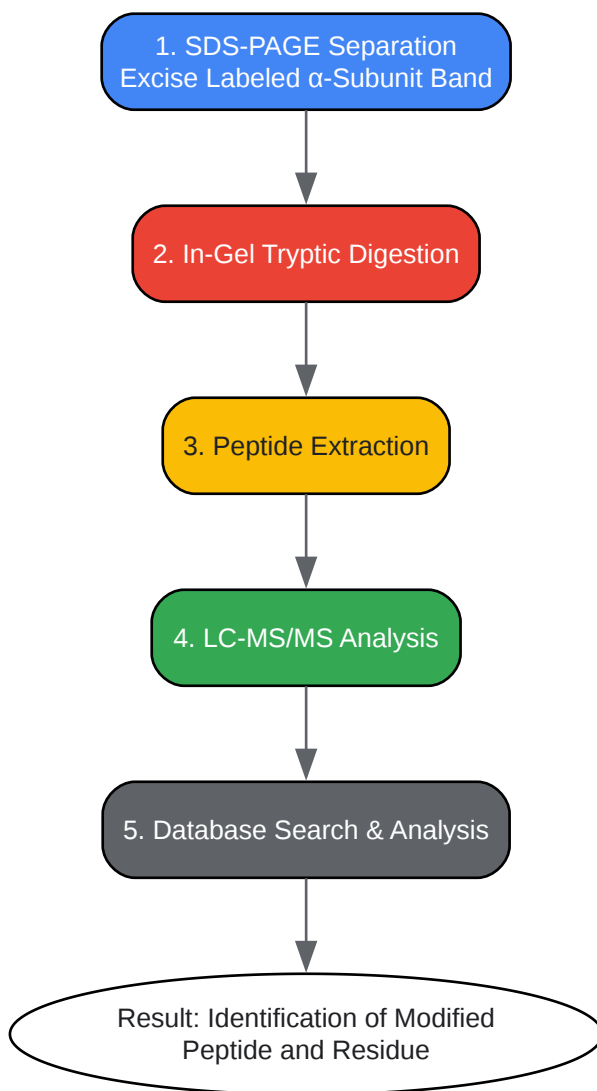 1. SDS-PAGE Separation
Excise Labeled α-Subunit Band
2. In-Gel Tryptic Digestion
3. Peptide Extraction
4. LC-MS/MS Analysis
5. Database Search & Analysis
Result: Identification of Modified
Peptide and Residue